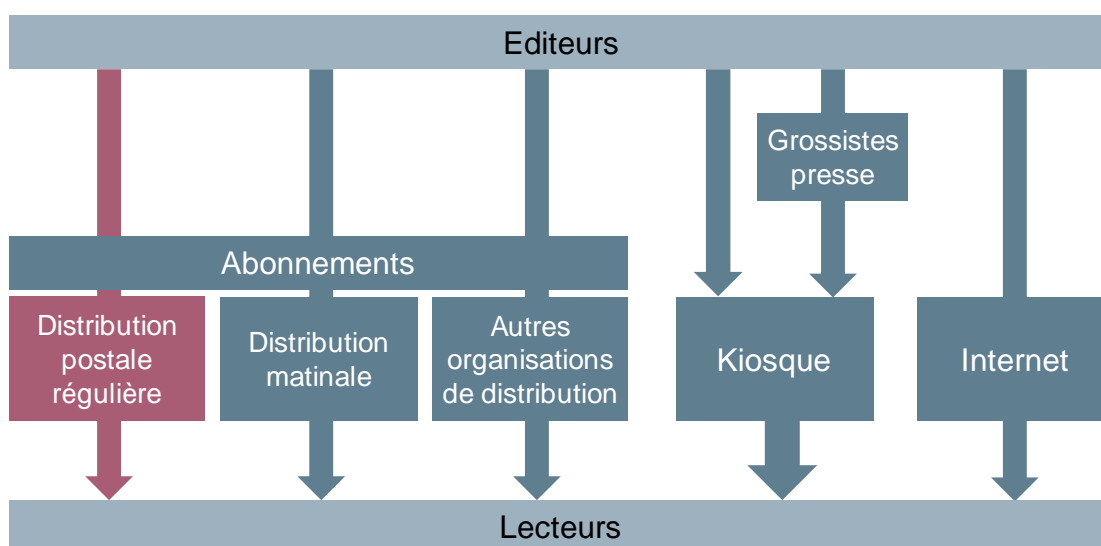 Editeurs
Grossistes
presse
Abonnements
Distribution
postale
régulière
Distribution
matinale
Autres
organisations
de distribution
Kiosque
Internet
Lecteurs